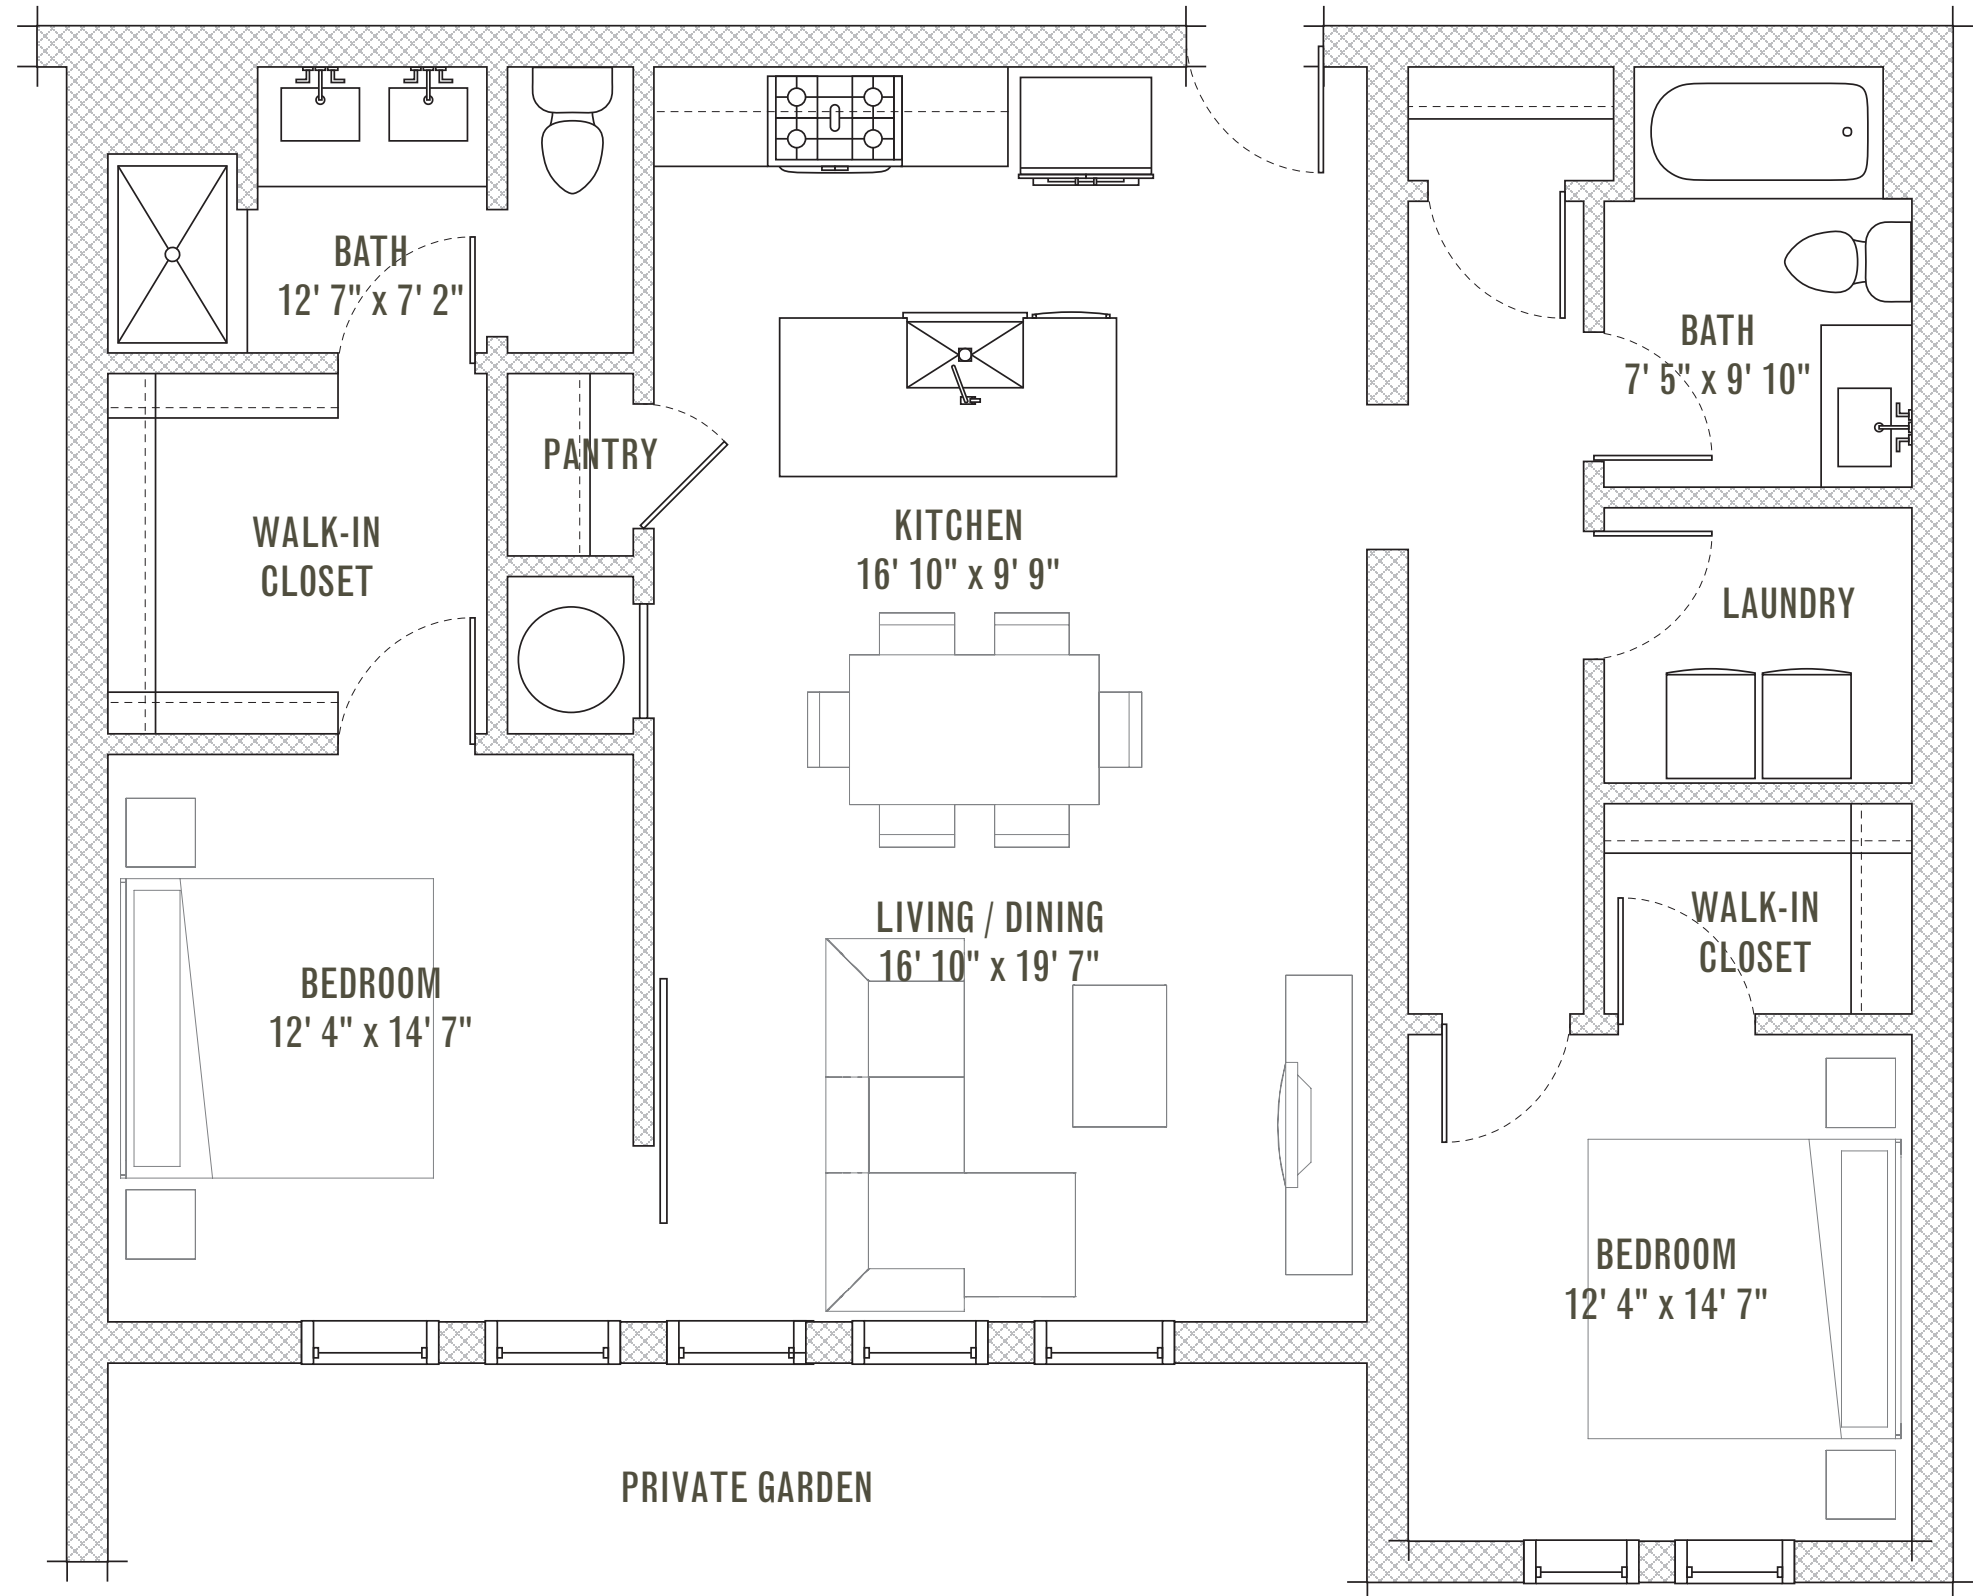 BATH
12' 7" x 7' 2"
BATH
7' 5" x 9' 10"
PANTRY
WALK-IN
CLOSET
KITCHEN
16' 10" x 9' 9"
LAUNDRY
LIVING / DINING
16' 10" x 19' 7"
WALK-IN
CLOSET
BEDROOM
12' 4" x 14' 7"
BEDROOM
12' 4" x 14' 7"
PRIVATE GARDEN